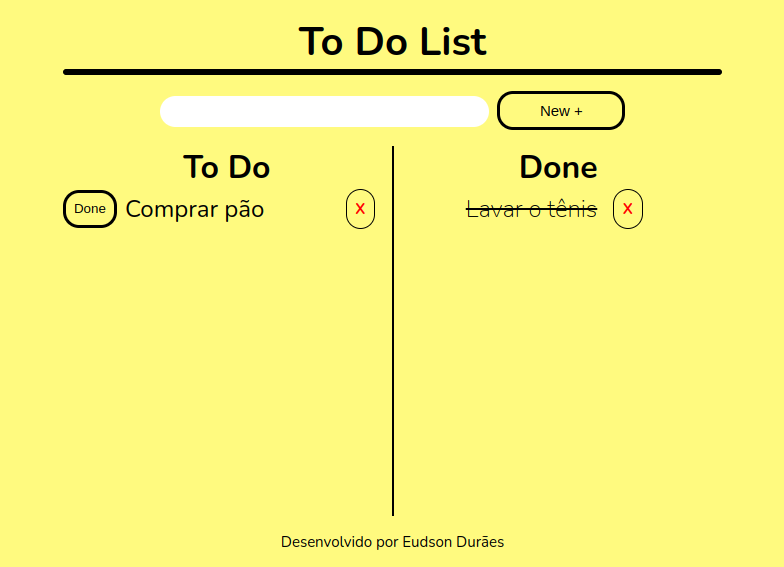 To Do List
New +
To Do
Done Comprar pão X
Done
Lavar o tênis X
Desenvolvido por Eudson Durães